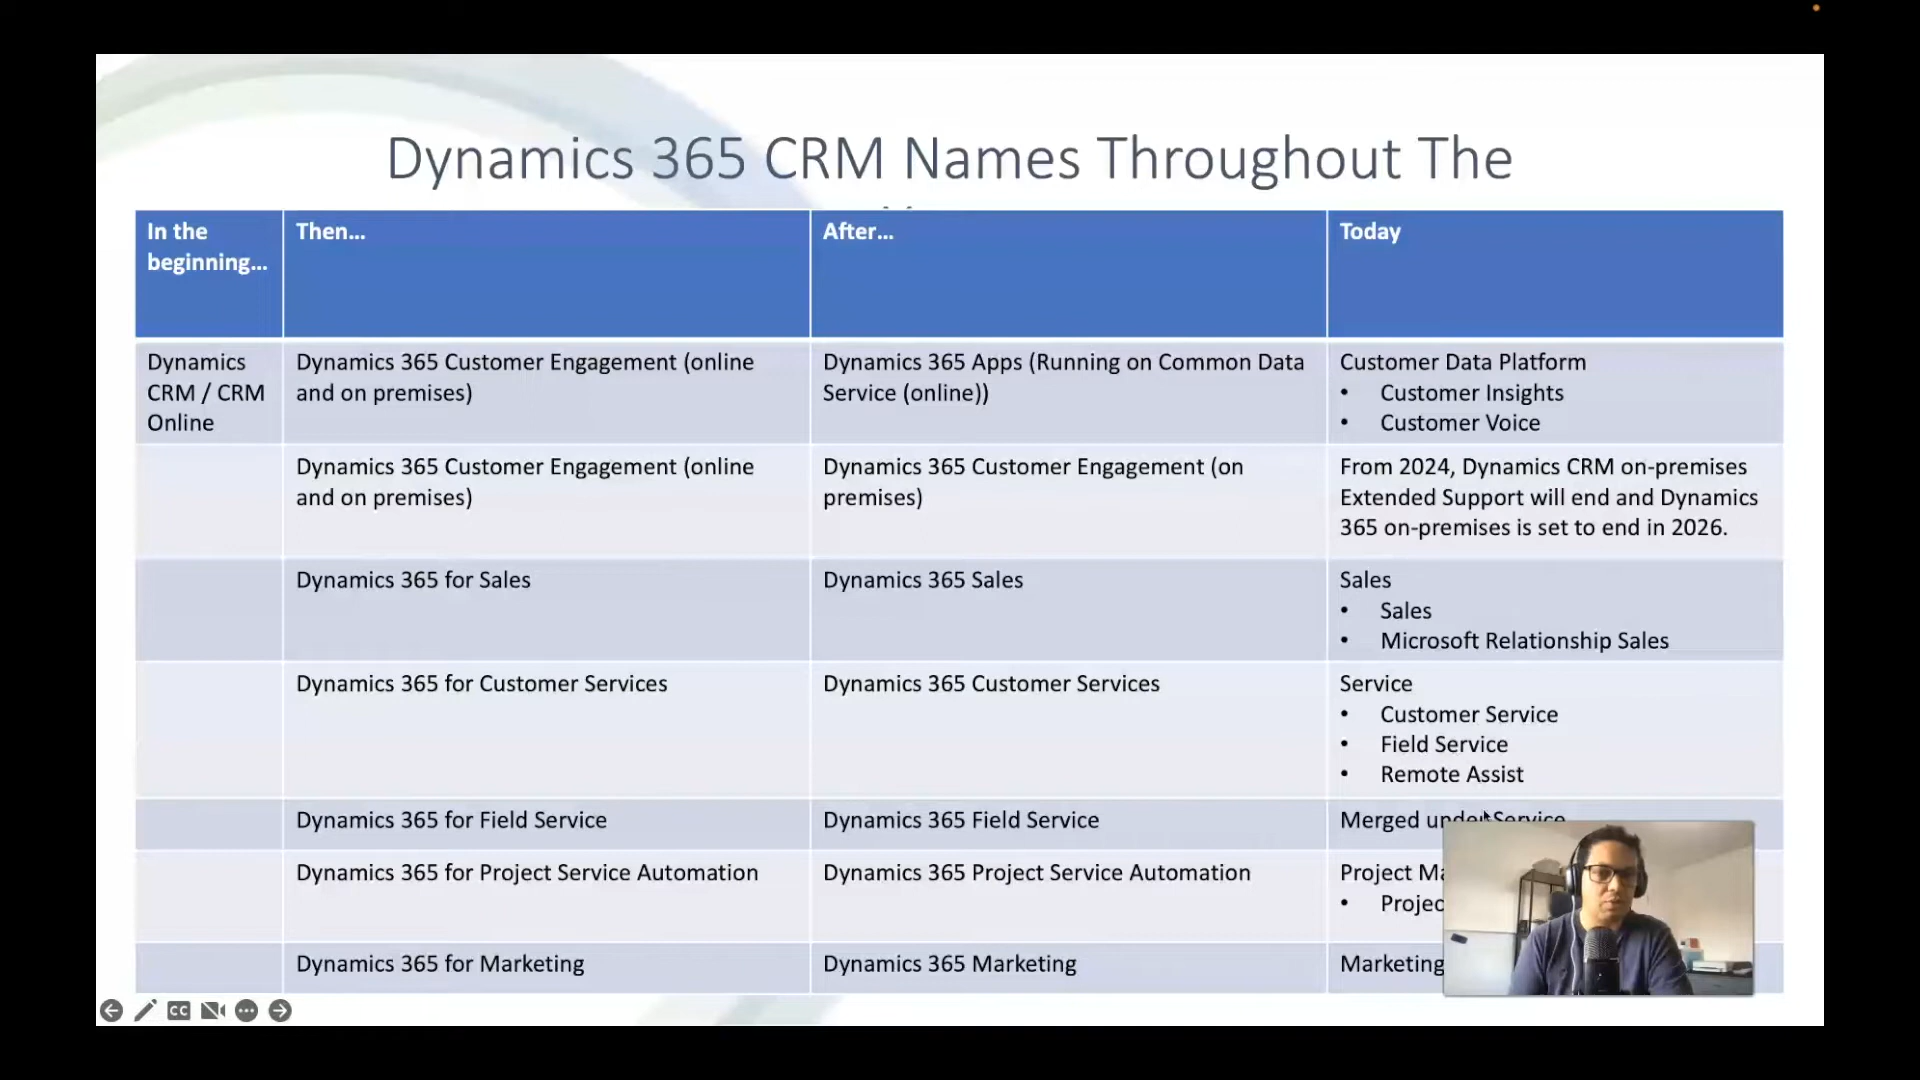 Dynamics 365 CRM Names Throughout The
In the
beginning...
Then...
After...
Today
Dynamics
CRM / CRM
Online
Dynamics 365 Customer Engagement (online
and on premises)
Dynamics 365 Apps (Running on Common Data
Service (online))
Customer Data Platform
• Customer Insights
• Customer Voice
Dynamics 365 Customer Engagement (online
and on premises)
Dynamics 365 Customer Engagement (on
premises)
From 2024, Dynamics CRM on-premises
Extended Support will end and Dynamics
365 on-premises is set to end in 2026.
Dynamics 365 for Sales
Dynamics 365 Sales
Sales
• Sales
• Microsoft Relationship Sales
Dynamics 365 for Customer Services
Dynamics 365 Customer Services
Service
• Customer Service
• Field Service
• Remote Assist
Dynamics 365 for Field Service
Dynamics 365 Field Service
Merged under Service
Dynamics 365 for Project Service Automation
Dynamics 365 Project Service Automation
Project
•
Dynamics 365 for Marketing
Dynamics 365 Marketing
Marketing
CC